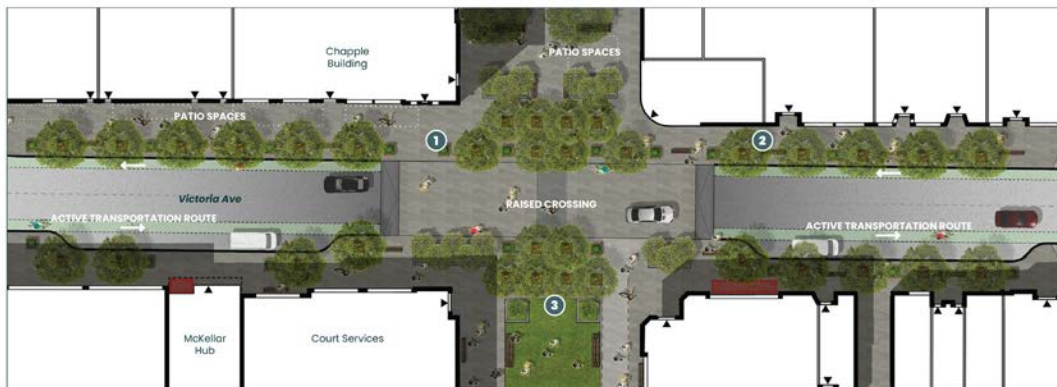 Chapple
Building
PATIO SPACES
PATIO SPACES
1
2
Victoria Ave
RAISED CROSSING
ACTIVE TRANSPORTATION ROUTE
ACTIVE TRANSPORTATION ROUTE
3
McKellar
Hub
Court Services